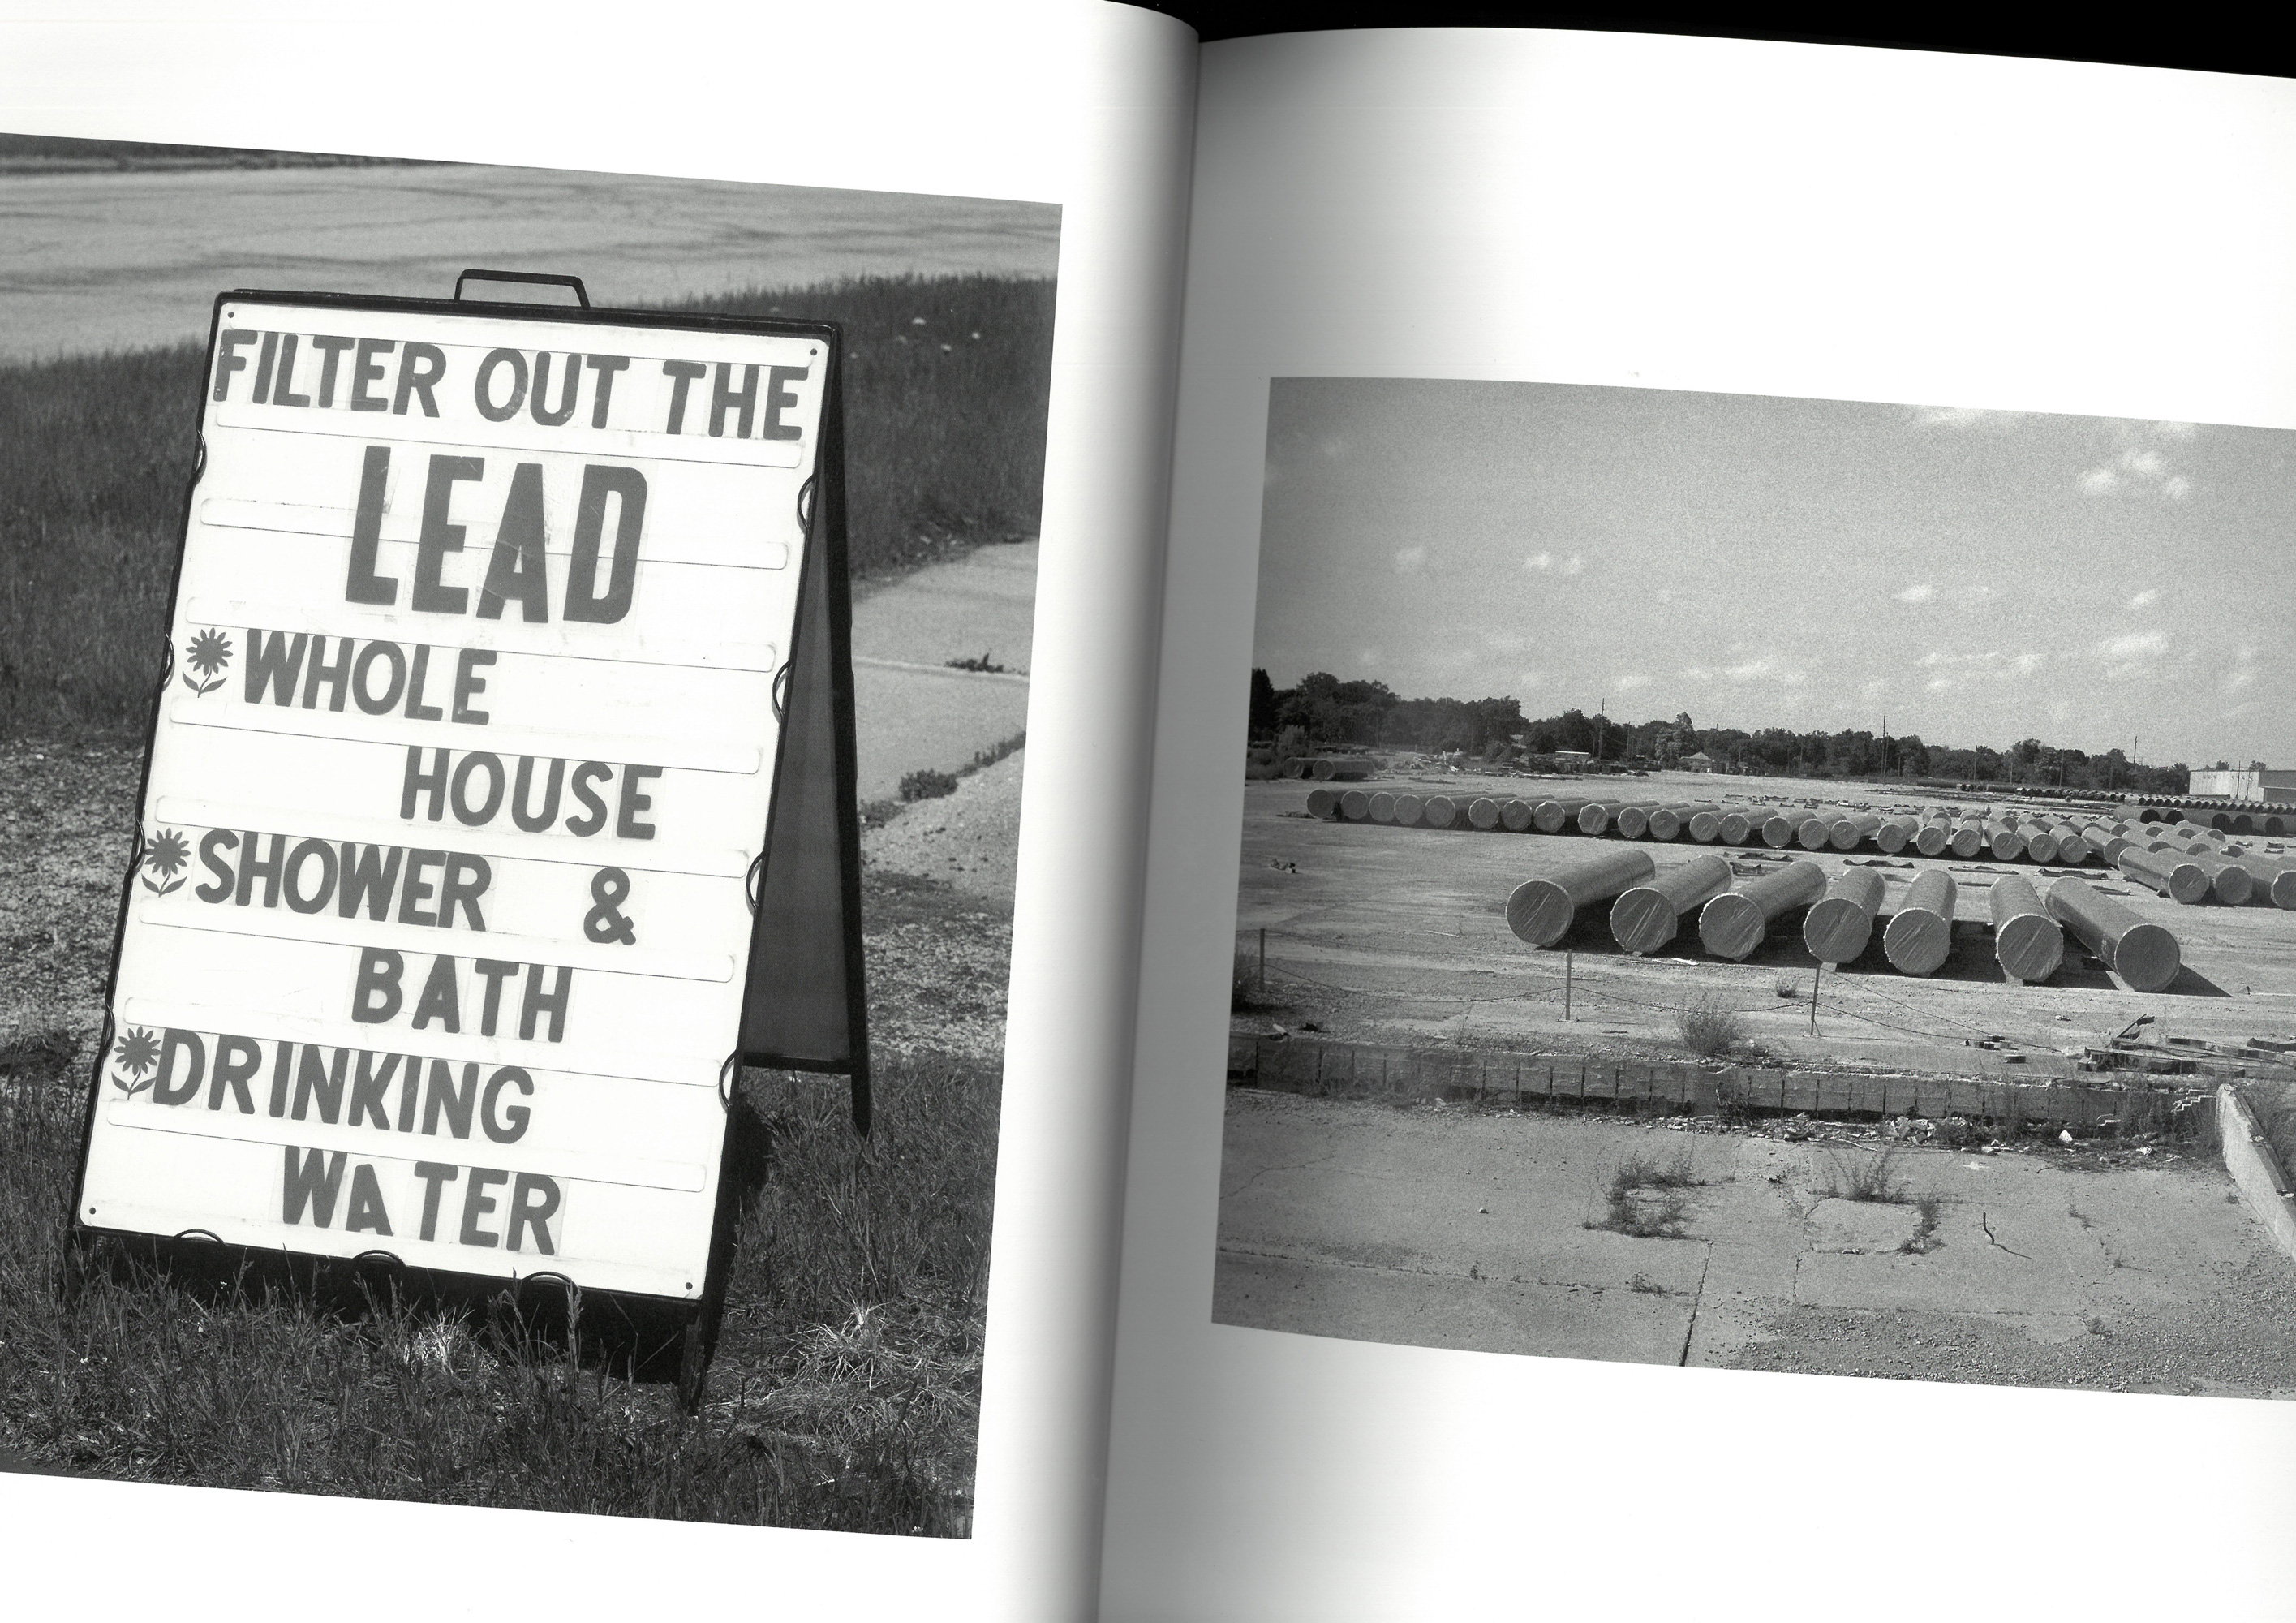 FILTER OUT THE
LEAD
WHOLE
HOUSE
SHOWER &
BATH
DRINKING
WATER